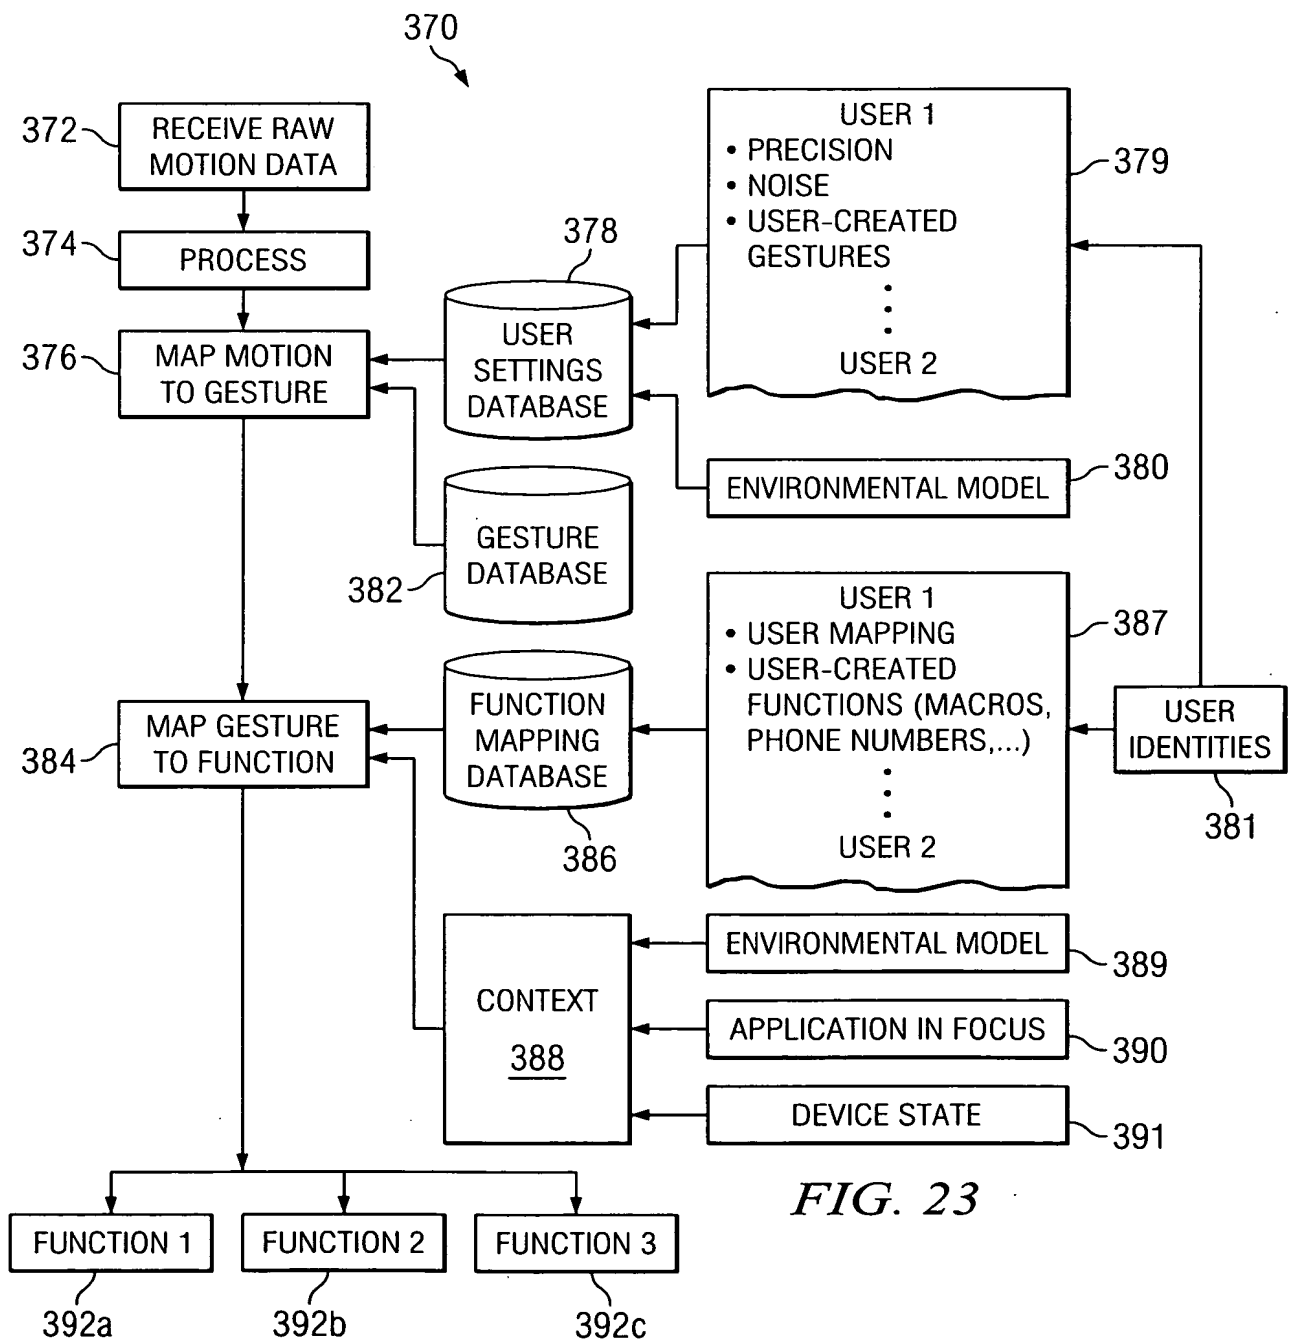 370
372
RECEIVE RAW
MOTION DATA
374
PROCESS
376
MAP MOTION
TO GESTURE
378
USER
SETTINGS
DATABASE
USER 1
• PRECISION
• NOISE
• USER-CREATED
GESTURES
USER 2
379
ENVIRONMENTAL MODEL
380
GESTURE
DATABASE
382
USER 1
• USER MAPPING
• USER-CREATED
FUNCTIONS (MACROS,
PHONE NUMBERS,...)
USER 2
387
USER
IDENTITIES
381
384
MAP GESTURE
TO FUNCTION
FUNCTION
MAPPING
DATABASE
386
CONTEXT
388
ENVIRONMENTAL MODEL
389
APPLICATION IN FOCUS
390
DEVICE STATE
391
FIG. 23
FUNCTION 1
FUNCTION 2
FUNCTION 3
392a
392b
392c